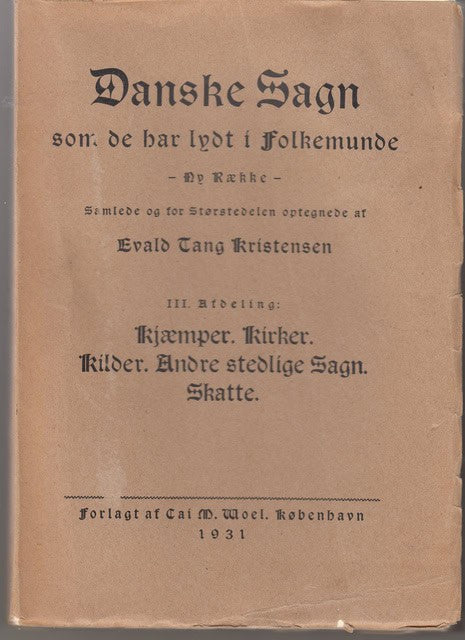 Danske Sagn
som de har lydt i Folkemunde
- Ny Række -
Samlede og for Størstedelen optegnede af
Evald Tang Kristensen
III. Afdeling:
Kjæmper. Kirker.
Kilder. Andre stedlige Sagn.
Skatte.
Forlagt af Cai M. Woel. København
1931